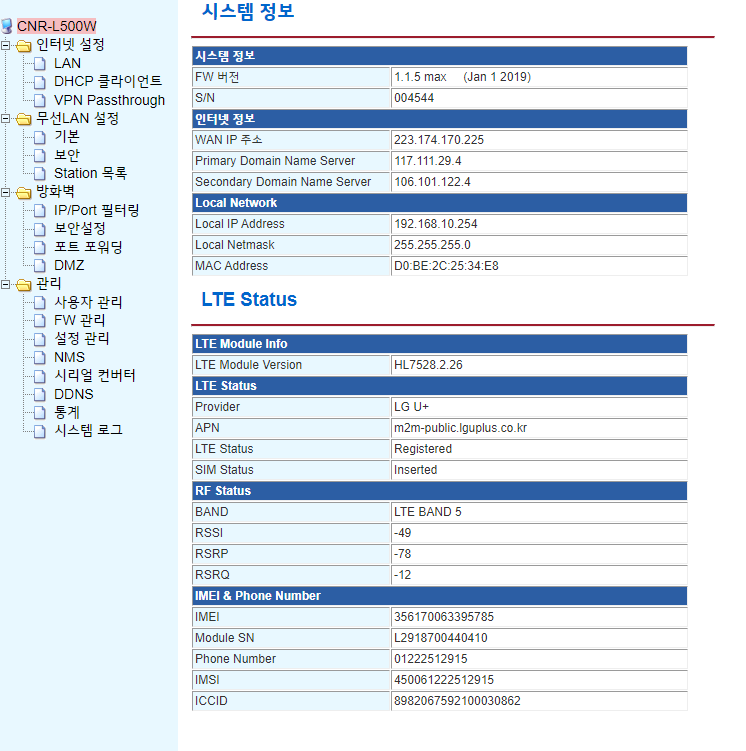 CNR-L500W
인터넷 설정
LAN
DHCP 클라이언트
VPN Passthrough
무선LAN 설정
기본
보안
Station 목록
방화벽
IP/Port 필터링
보안설정
포트 포워딩
DMZ
관리
사용자 관리
FW 관리
설정 관리
NMS
시리얼 컨버터
DDNS
통계
시스템 로그
시스템 정보
시스템 정보
FW 버전 1.1.5 max (Jan 1 2019)
S/N 004544
인터넷 정보
WAN IP 주소 223.174.170.225
Primary Domain Name Server 117.111.29.4
Secondary Domain Name Server 106.101.122.4
Local Network
Local IP Address 192.168.10.254
Local Netmask 255.255.255.0
MAC Address D0:BE:2C:25:34:E8
LTE Status
LTE Module Info
LTE Module Version HL7528.2.26
LTE Status
Provider LG U+
APN m2m-public.lguplus.co.kr
LTE Status Registered
SIM Status Inserted
RF Status
BAND LTE BAND 5
RSSI -49
RSRP -78
RSRQ -12
IMEI & Phone Number
IMEI 356170063395785
Module SN L2918700440410
Phone Number 01222512915
IMSI 450061222512915
ICCID 8982067592100030862